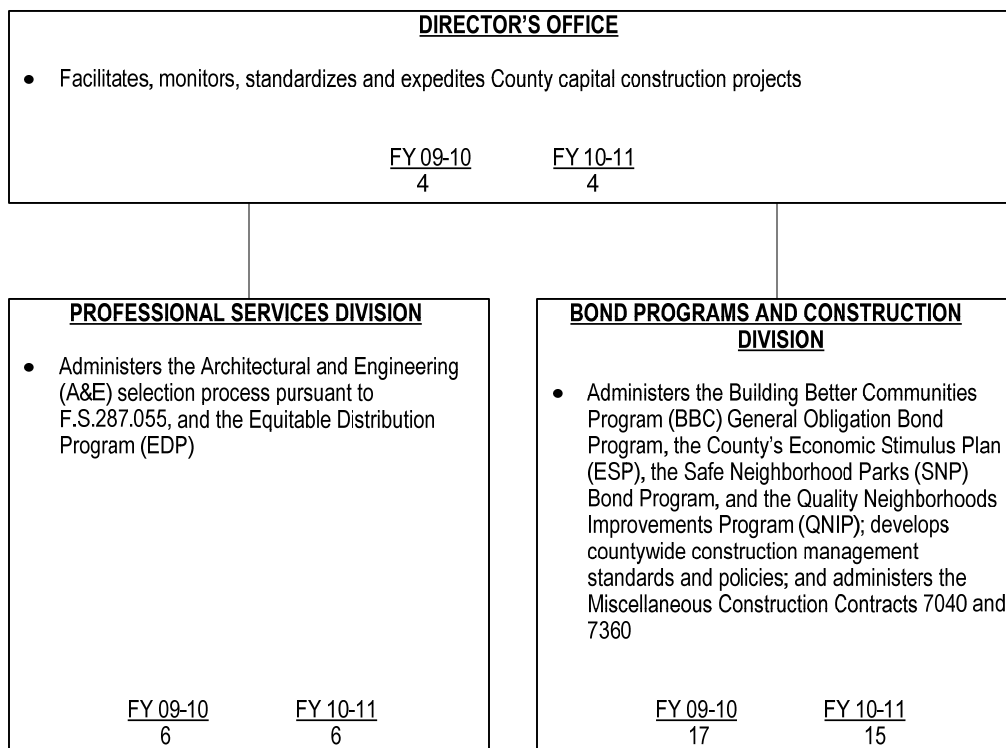 DIRECTOR'S OFFICE
● Facilitates, monitors, standardizes and expedites County capital construction projects
FY 09-10 FY 10-11
4 4
PROFESSIONAL SERVICES DIVISION
● Administers the Architectural and Engineering
(A&E) selection process pursuant to
F.S.287.055, and the Equitable Distribution
Program (EDP)
FY 09-10 FY 10-11
6 6
BOND PROGRAMS AND CONSTRUCTION
DIVISION
● Administers the Building Better Communities
Program (BBC) General Obligation Bond
Program, the County's Economic Stimulus Plan
(ESP), the Safe Neighborhood Parks (SNP)
Bond Program, and the Quality Neighborhoods
Improvements Program (QNIP); develops
countywide construction management
standards and policies; and administers the
Miscellaneous Construction Contracts 7040 and
7360
FY 09-10 FY 10-11
17 15